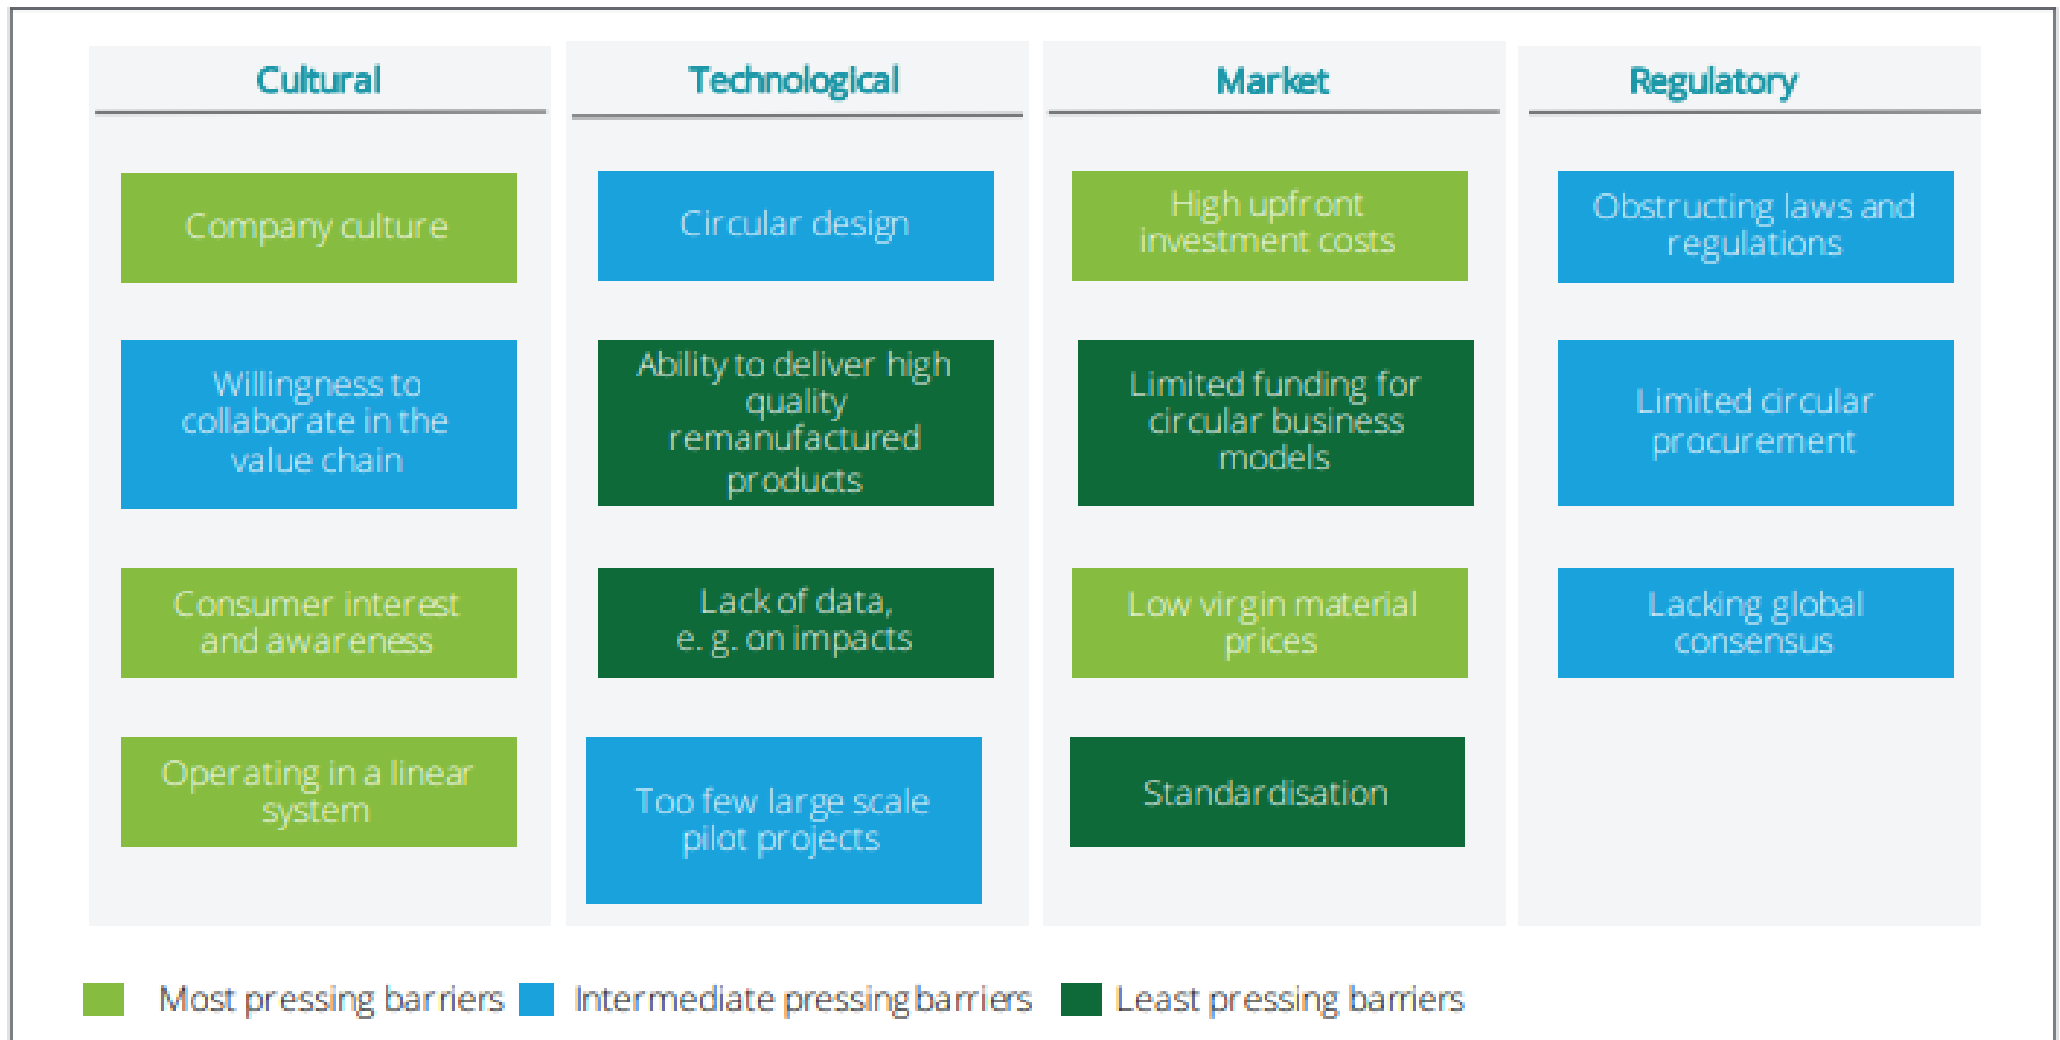 Cultural
Company culture
Willingness to
collaborate in the
value chain
Consumer interest
and awareness
Operating in a linear
system
Technological
Circular design
Ability to deliver high
quality
remanufactured
products
Lack of data,
e. g. on impacts
Too few large scale
pilot projects
Market
High upfront
investment costs
Limited funding for
circular business
models
Low virgin material
prices
Standardisation
Regulatory
Obstructing laws and
regulations
Limited circular
procurement
Lacking global
consensus
Most pressing barriers
Intermediate pressing barriers
Least pressing barriers